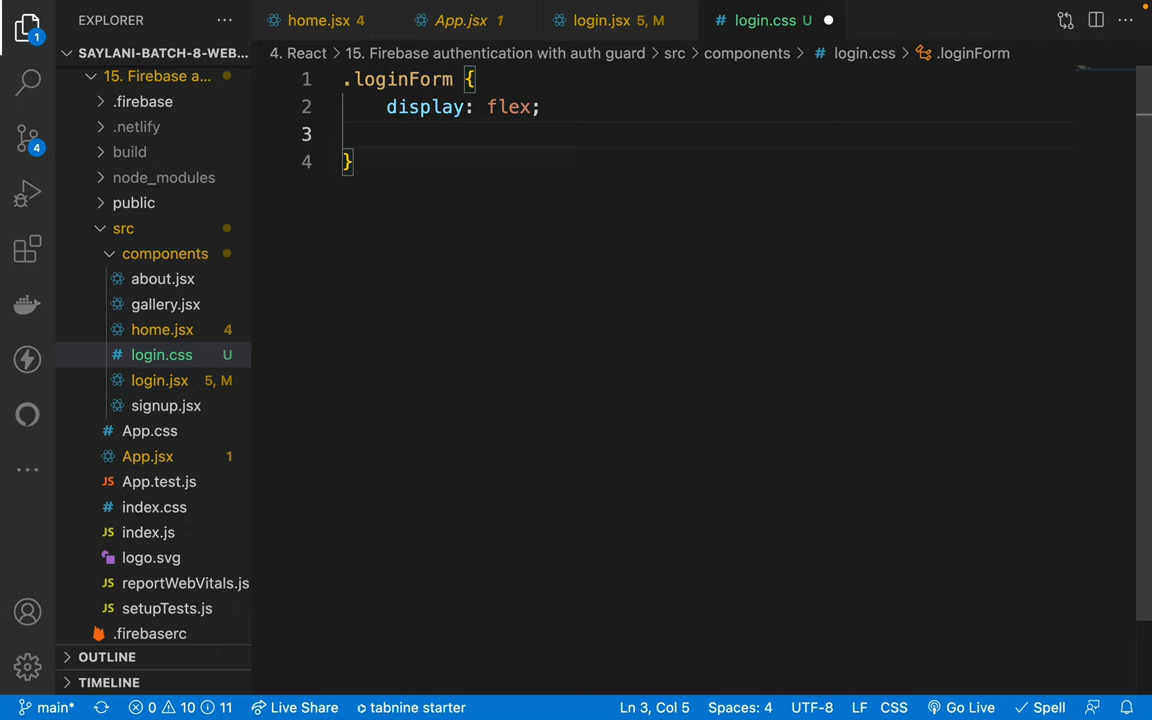 EXPLORER
home.jsx 4
App.jsx 1
login.jsx 5, M
login.css U
SAYLANI-BATCH-8-WEB...
4. React > 15. Firebase authentication with auth guard > src > components > # login.css > .loginForm
15. Firebase a...
.firebase
.netlify
build
node_modules
public
src
components
about.jsx
gallery.jsx
home.jsx 4
login.css U
login.jsx 5, M
signup.jsx
App.css
App.jsx 1
App.test.js
index.css
index.js
logo.svg
reportWebVitals.js
setupTests.js
.firebaserc
OUTLINE
TIMELINE
1 .loginForm {
2 display: flex;
3
4 }
1
4
main* 0 10 11 Live Share tabnine starter Ln 3, Col 5 Spaces: 4 UTF-8 LF CSS Go Live Spell